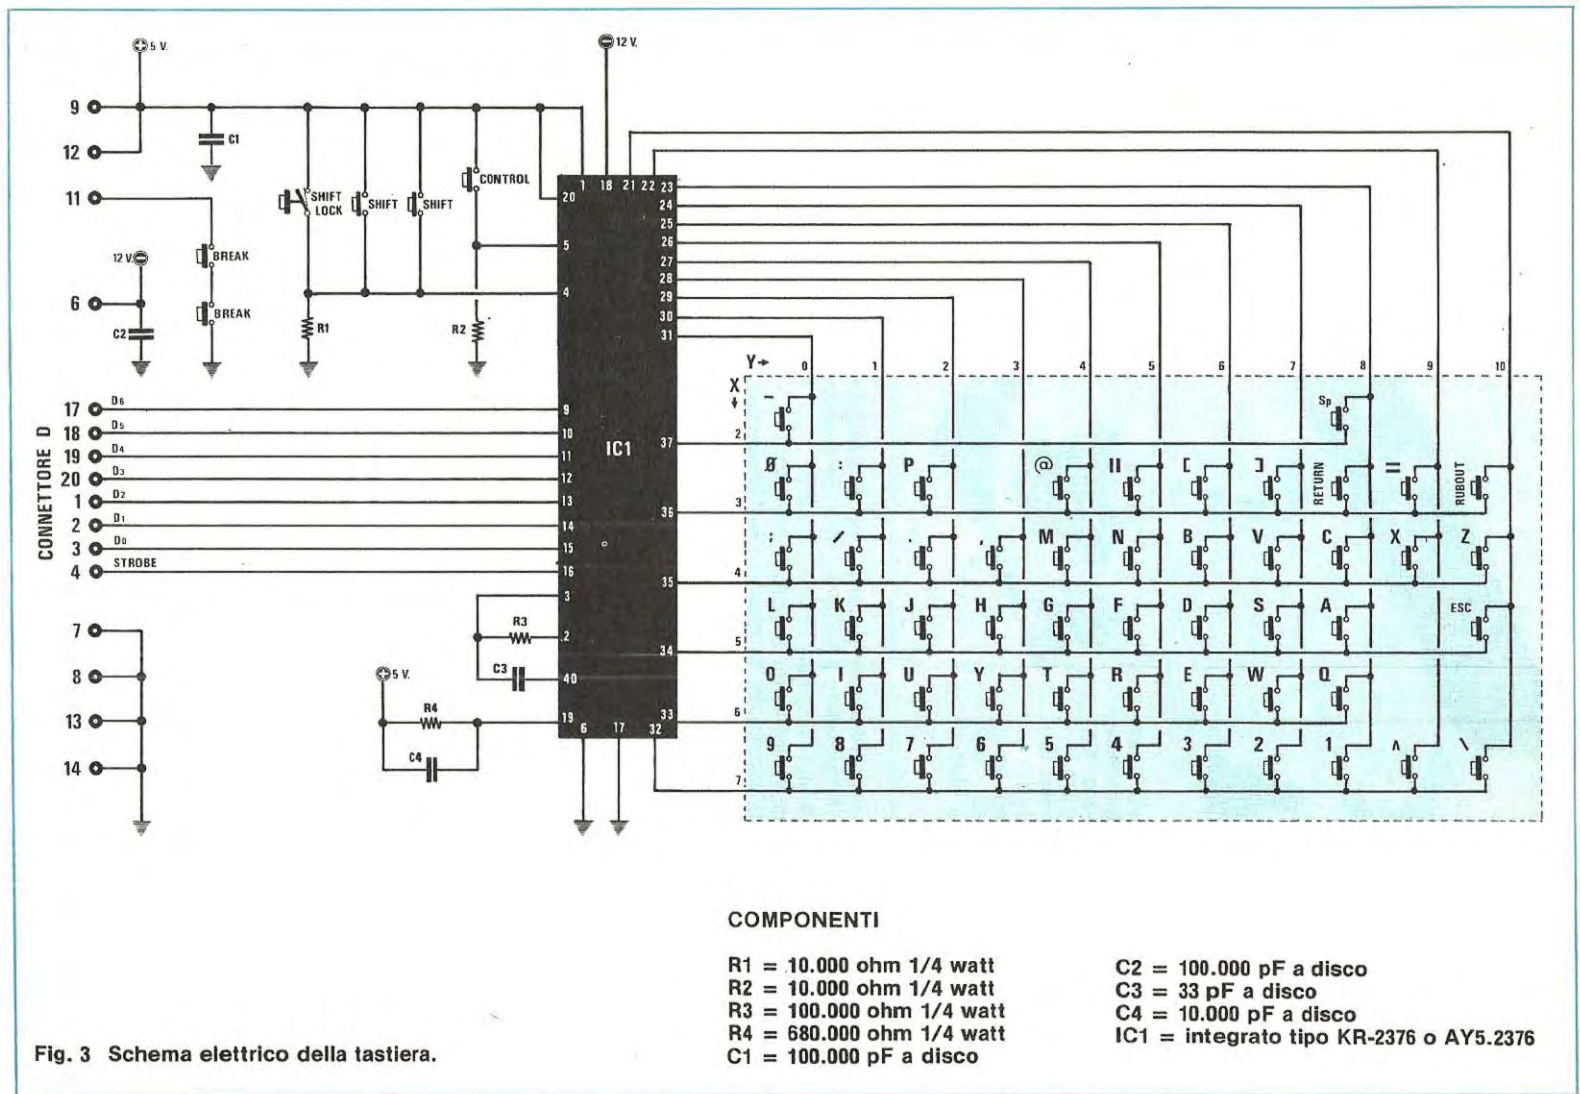 5 V.
12 V.
9
12
C1
11
SHIFT LOCK
SHIFT
SHIFT
CONTROL
BREAK
BREAK
12 V.
6
C2
R1
R2
1
18
21
22
23
20
24
25
5
26
27
28
4
29
30
31
Y
0
1
2
3
4
5
6
7
8
9
10
X
CONNETTORE D
17
D6
9
18
D5
10
19
D4
11
20
D3
12
1
D2
13
2
D1
14
3
D0
15
4
STROBE
16
IC1
37
36
35
34
33
32
3
R3
2
C3
40
5 V.
R4
19
C4
6
17
7
8
13
14
2
-
Sp
3
Ø
:
P
@
[
]
RETURN
=
RUBOUT
4
;
/
.
,
M
N
B
V
C
X
Z
5
L
K
J
H
G
F
D
S
A
ESC
6
O
I
U
Y
T
R
E
W
Q
7
9
8
7
6
5
4
3
2
1
^
\
COMPONENTI
R1 = 10.000 ohm 1/4 watt
R2 = 10.000 ohm 1/4 watt
R3 = 100.000 ohm 1/4 watt
R4 = 680.000 ohm 1/4 watt
C1 = 100.000 pF a disco
C2 = 100.000 pF a disco
C3 = 33 pF a disco
C4 = 10.000 pF a disco
IC1 = integrato tipo KR-2376 o AY5.2376
Fig. 3 Schema elettrico della tastiera.